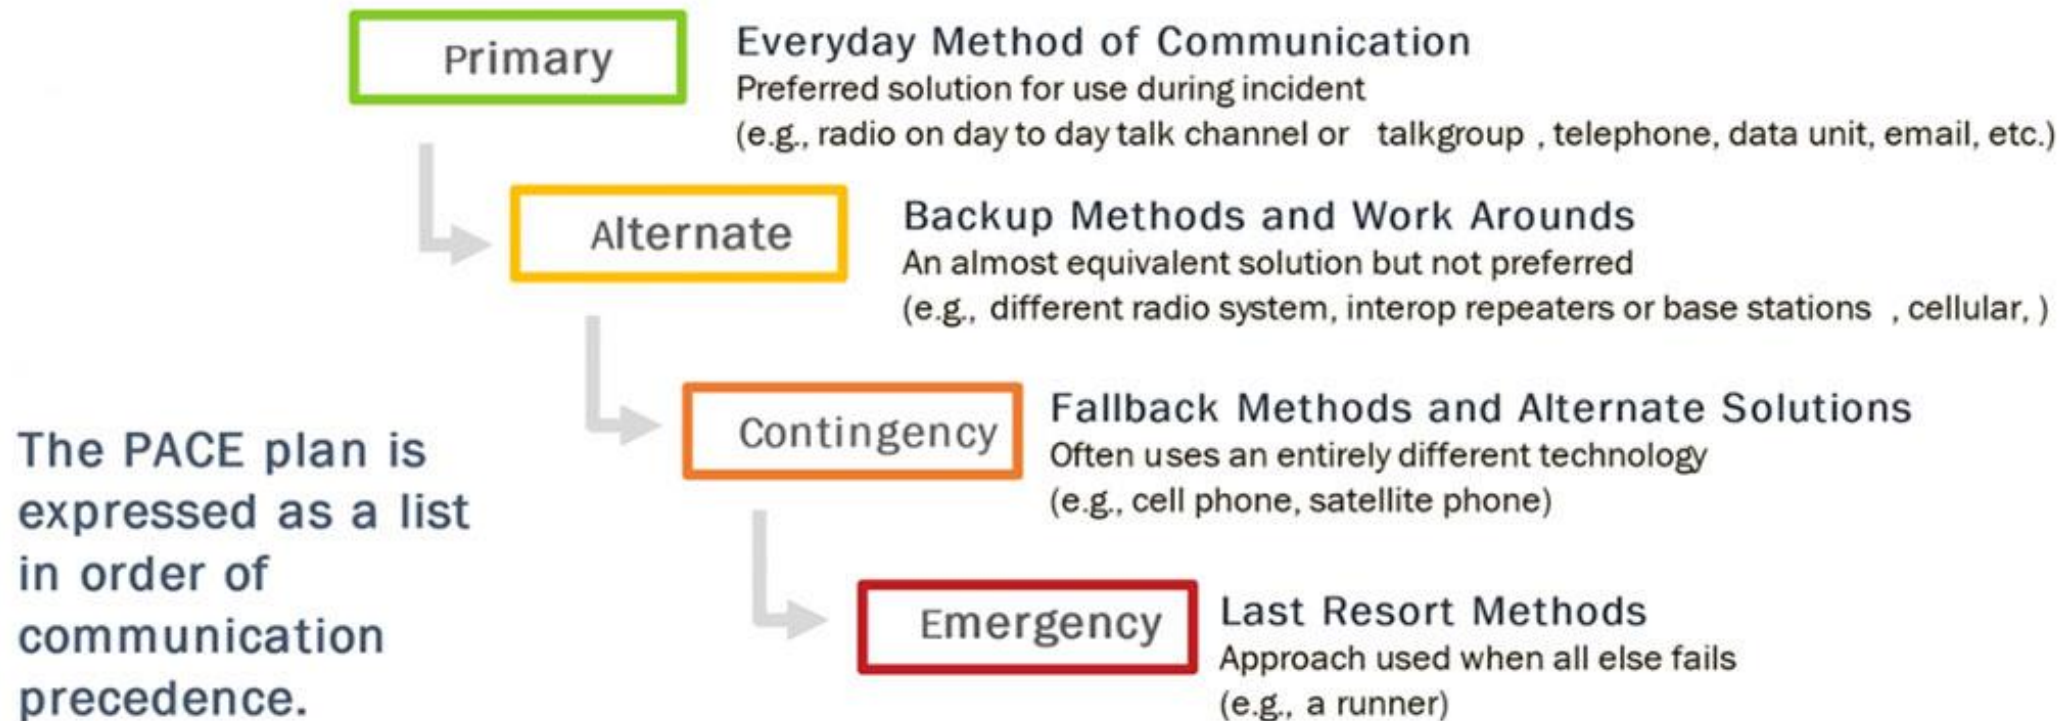 Primary
Everyday Method of Communication
Preferred solution for use during incident
(e.g., radio on day to day talk channel or talkgroup , telephone, data unit, email, etc.)
Alternate
Backup Methods and Work Arounds
An almost equivalent solution but not preferred
(e.g., different radio system, interop repeaters or base stations , cellular, )
Contingency
Fallback Methods and Alternate Solutions
Often uses an entirely different technology
(e.g., cell phone, satellite phone)
Emergency
Last Resort Methods
Approach used when all else fails
(e.g., a runner)
The PACE plan is
expressed as a list
in order of
communication
precedence.